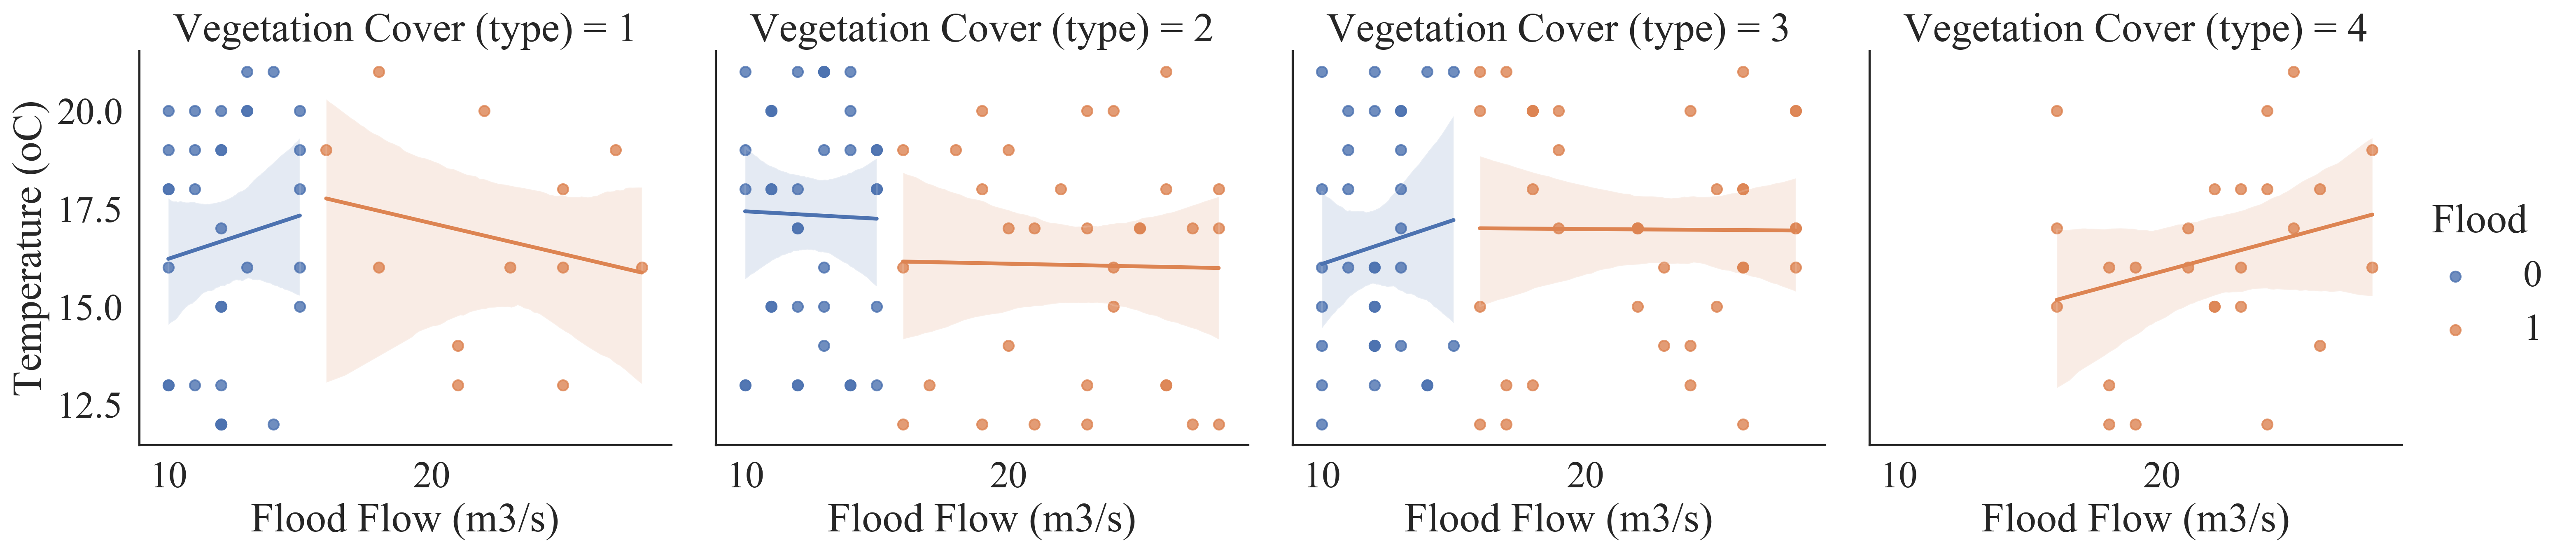 Vegetation Cover (type) = 1
Vegetation Cover (type) = 2
Vegetation Cover (type) = 3
Vegetation Cover (type) = 4
Temperature (oC)
20.0
17.5
15.0
12.5
10
20
10
20
10
20
10
20
Flood Flow (m3/s)
Flood Flow (m3/s)
Flood Flow (m3/s)
Flood Flow (m3/s)
Flood
0
1